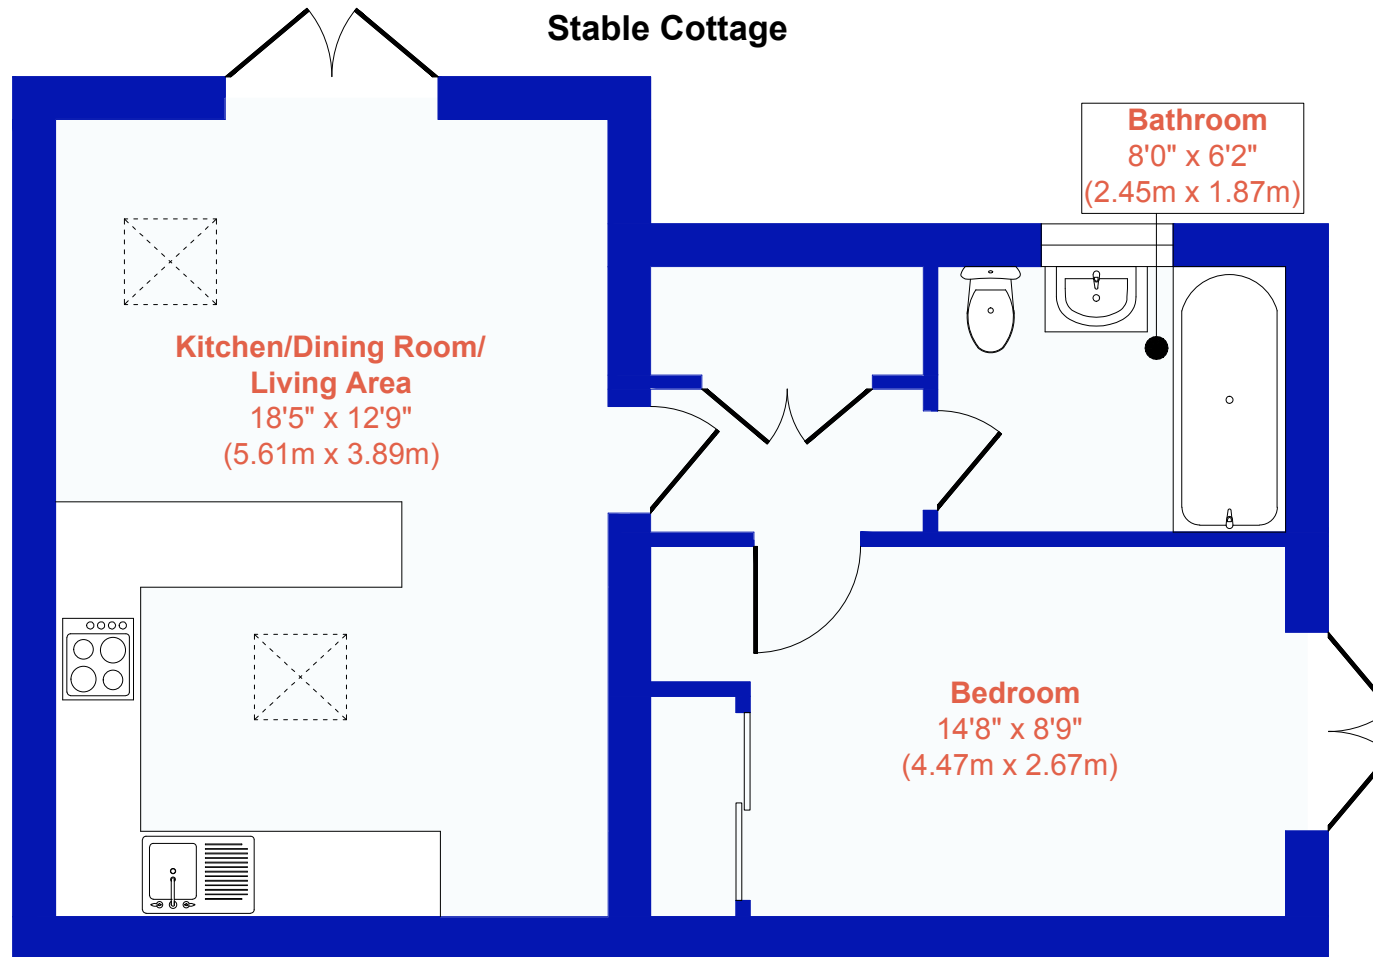 Stable Cottage
Bathroom
8'0" x 6'2"
(2.45m x 1.87m)
Kitchen/Dining Room/
Living Area
18'5" x 12'9"
(5.61m x 3.89m)
Bedroom
14'8" x 8'9"
(4.47m x 2.67m)